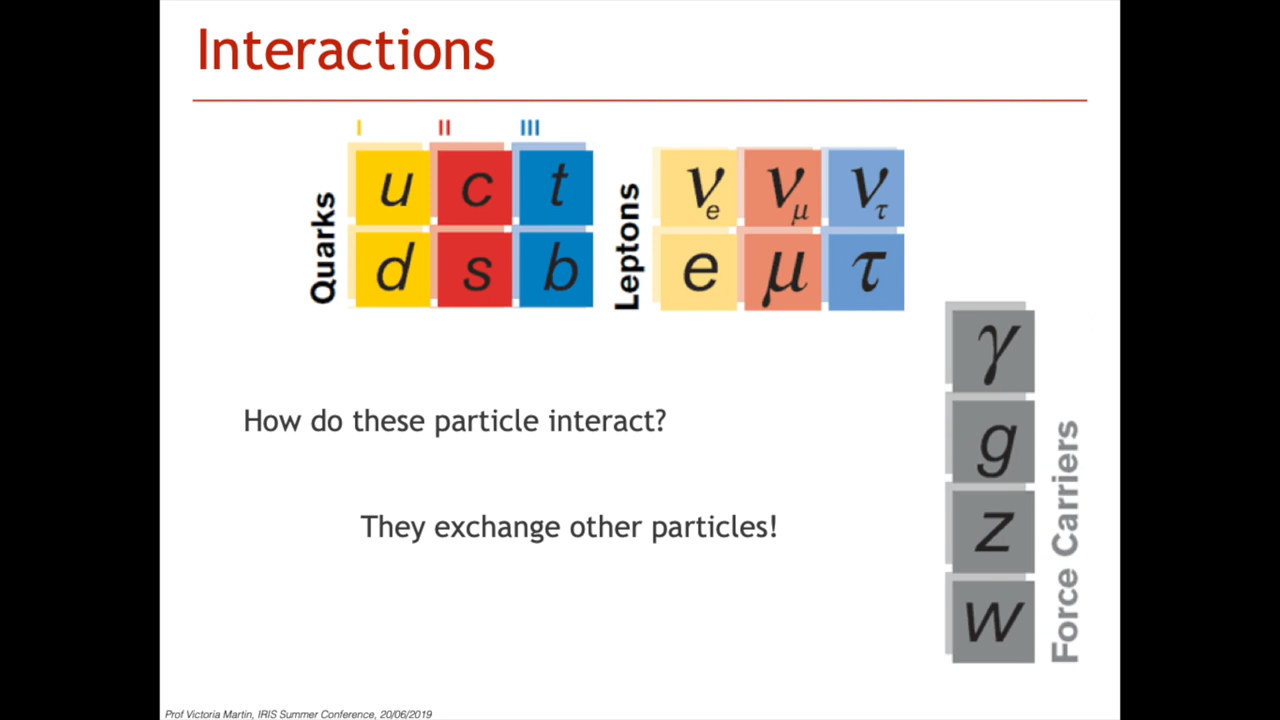 Interactions
I II III
Quarks
u c t
d s b
Leptons
νe νμ ντ
e μ τ
γ
g
z
w
Force Carriers
How do these particle interact?
They exchange other particles!
Prof Victoria Martin, IRIS Summer Conference, 20/06/2019